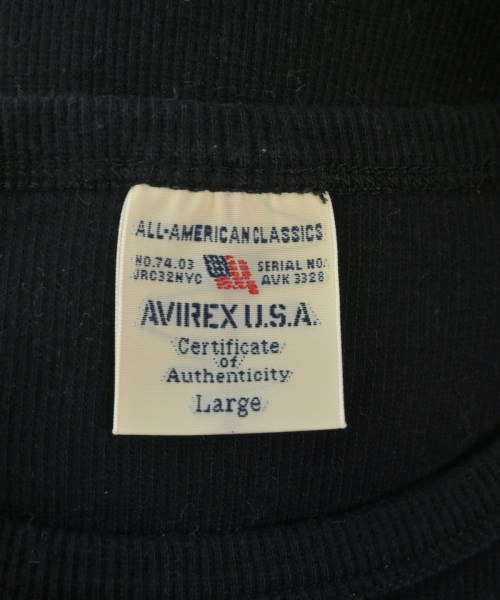 ALL-AMERICAN CLASSICS
NO.74.03 SERIAL NO.
JRC32NYC AVK 3328
AVIREX U.S.A.
Certificate
of
Authenticity
Large